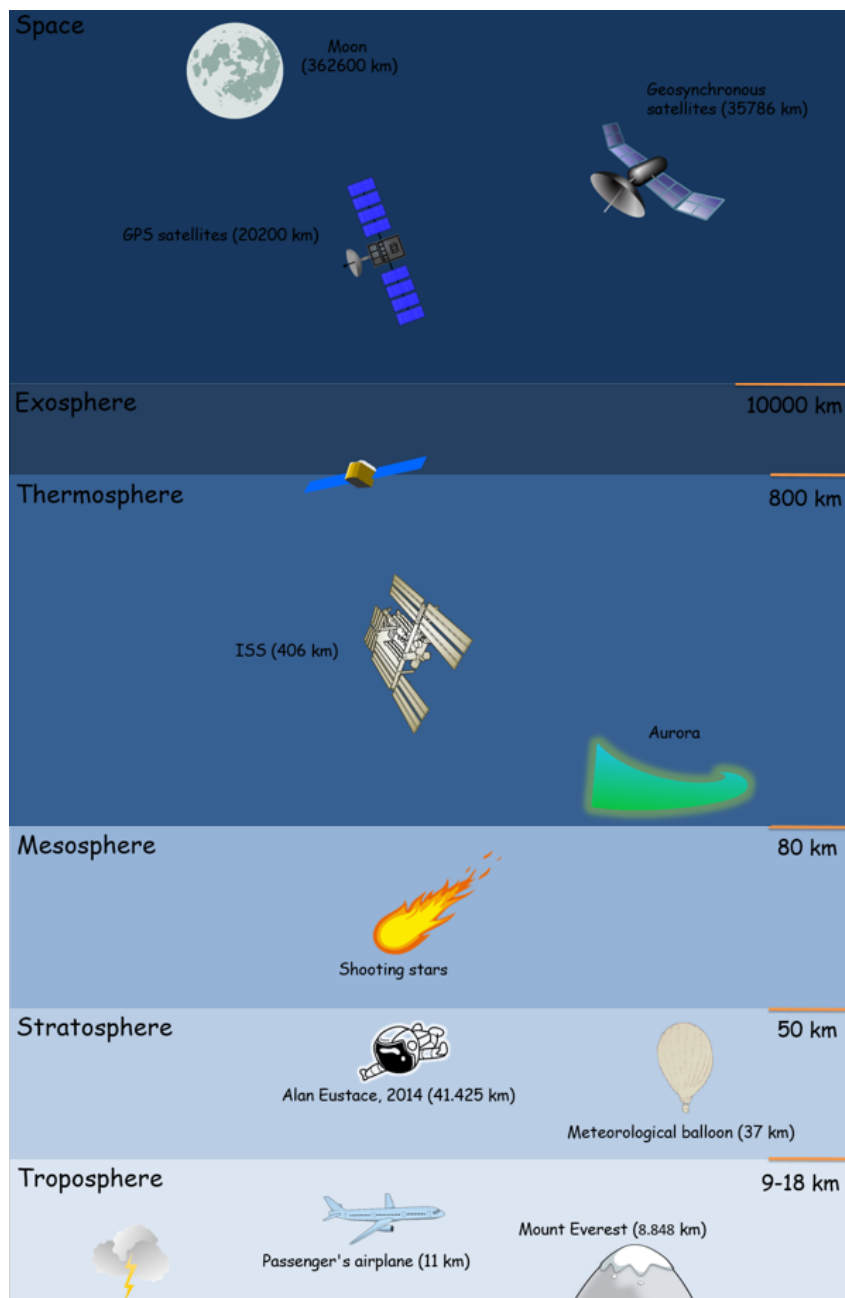 Space
Moon
(362600 km)
Geosynchronous
satellites (35786 km)
GPS satellites (20200 km)
Exosphere
10000 km
Thermosphere
800 km
ISS (406 km)
Aurora
Mesosphere
80 km
Shooting stars
Stratosphere
50 km
Alan Eustace, 2014 (41.425 km)
Meteorological balloon (37 km)
Troposphere
9-18 km
Mount Everest (8.848 km)
Passenger's airplane (11 km)